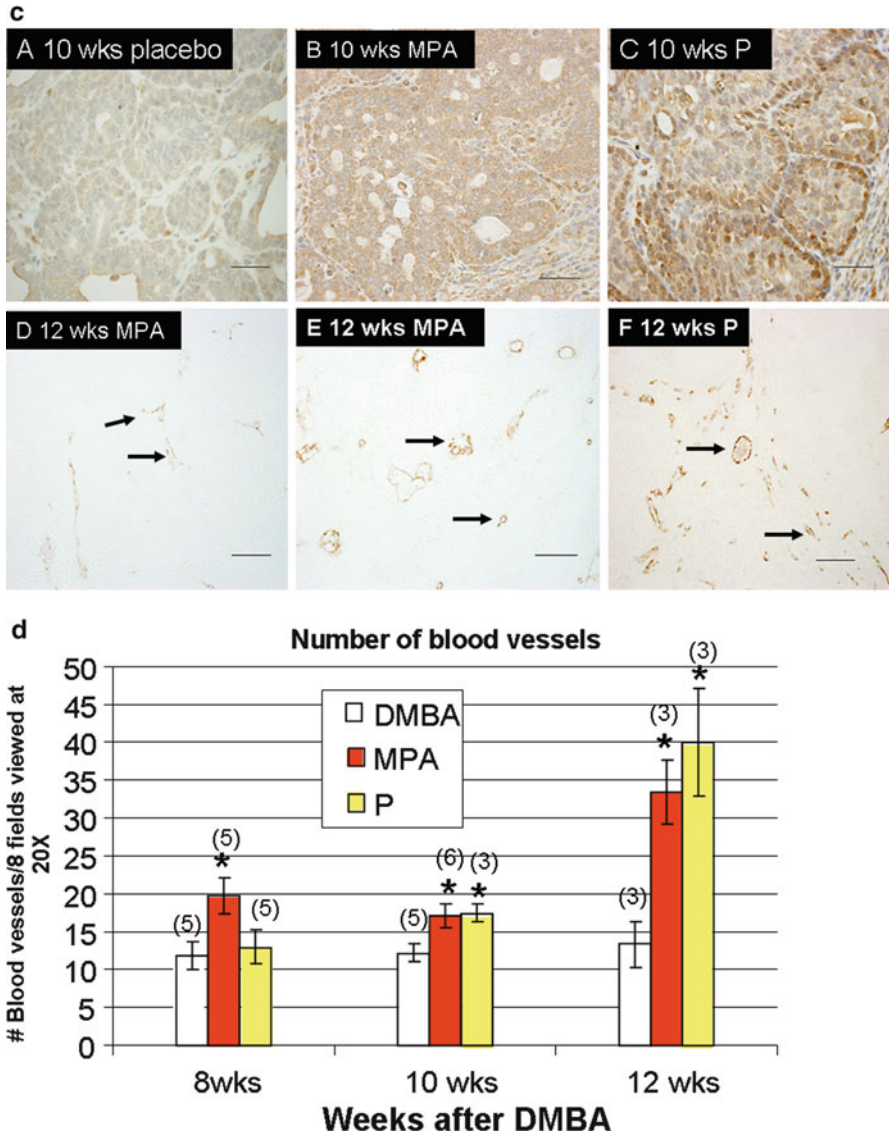 c
A 10 wks placebo
B 10 wks MPA
C 10 wks P
D 12 wks MPA
E 12 wks MPA
F 12 wks P
d
Number of blood vessels
# Blood vessels/8 fields viewed at
20X
50
45
40
35
30
25
20
15
10
5
0
DMBA
MPA
P
(5)
(5)
*
(5)
(5)
(6)
*
(3)
*
(3)
(3)
*
(3)
*
8wks
10 wks
12 wks
Weeks after DMBA